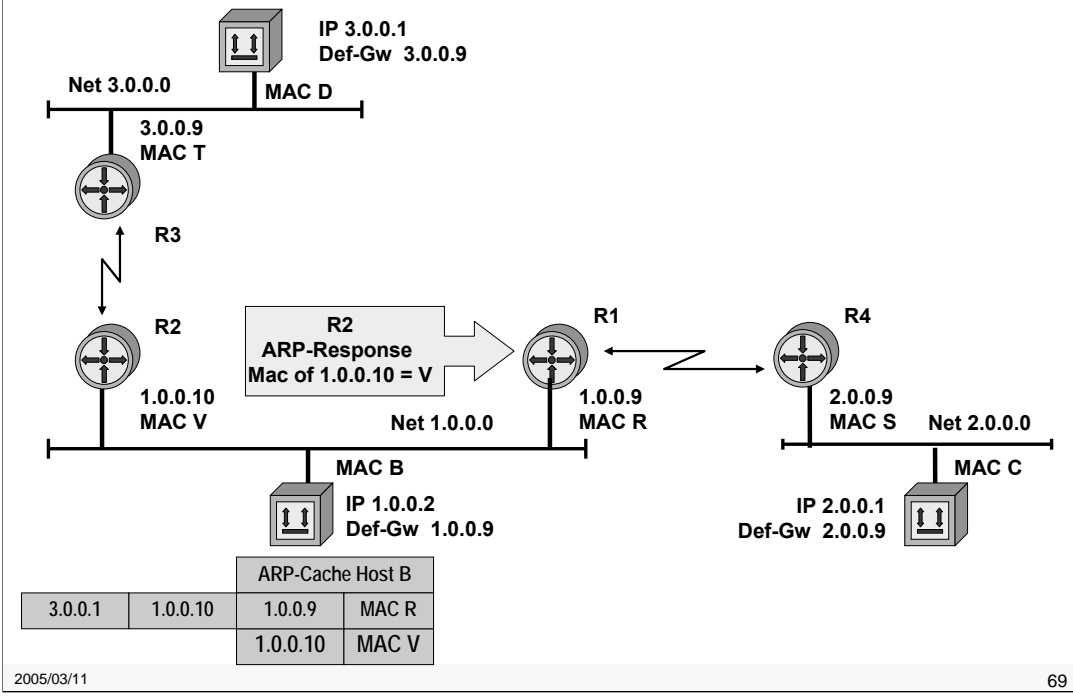 IP 3.0.0.1
Def-Gw 3.0.0.9
Net 3.0.0.0
MAC D
3.0.0.9
MAC T
R3
R2
R2
ARP-Response
Mac of 1.0.0.10 = V
R1
R4
1.0.0.10
MAC V
Net 1.0.0.0
1.0.0.9
MAC R
2.0.0.9
MAC S
Net 2.0.0.0
MAC B
MAC C
IP 1.0.0.2
Def-Gw 1.0.0.9
IP 2.0.0.1
Def-Gw 2.0.0.9
ARP-Cache Host B
3.0.0.1 1.0.0.10 1.0.0.9 MAC R
1.0.0.10 MAC V
2005/03/11
69